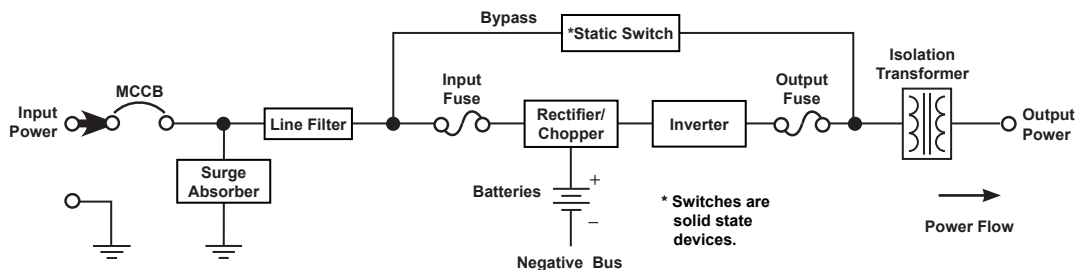 Bypass
*Static Switch
Isolation
Transformer
Input
Fuse
Output
Fuse
MCCB
Input
Power
Line Filter
Rectifier/
Chopper
Inverter
Output
Power
Surge
Absorber
Batteries
+
–
* Switches are
solid state
devices.
Power Flow
Negative Bus